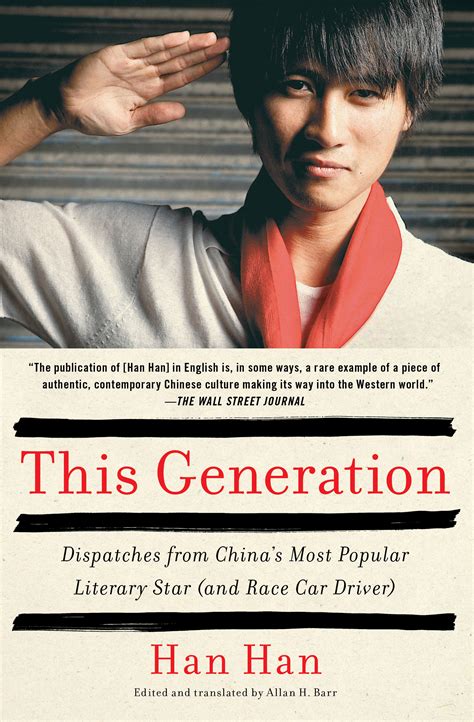 “The publication of [Han Han] in English is, in some ways, a rare example of a piece of
authentic, contemporary Chinese culture making its way into the Western world.”
—THE WALL STREET JOURNAL
This Generation
Dispatches from China’s Most Popular
Literary Star (and Race Car Driver)
Han Han
Edited and translated by Allan H. Barr